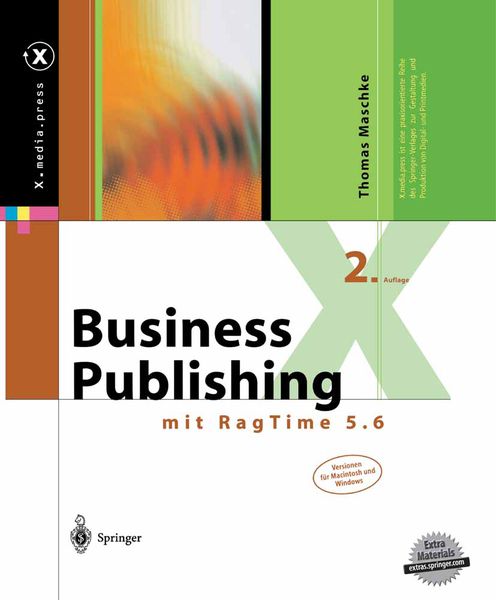 X
X.media.press
Thomas Maschke
X.media.press ist eine praxisorientierte Reihe
des Springer-Verlages zur Gestaltung und
Produktion von Digital- und Printmedien.
X
2. Auflage
Business
Publishing
mit RagTime 5.6
Versionen
für Macintosh und
Windows
Springer
Extra
Materials
extras.springer.com